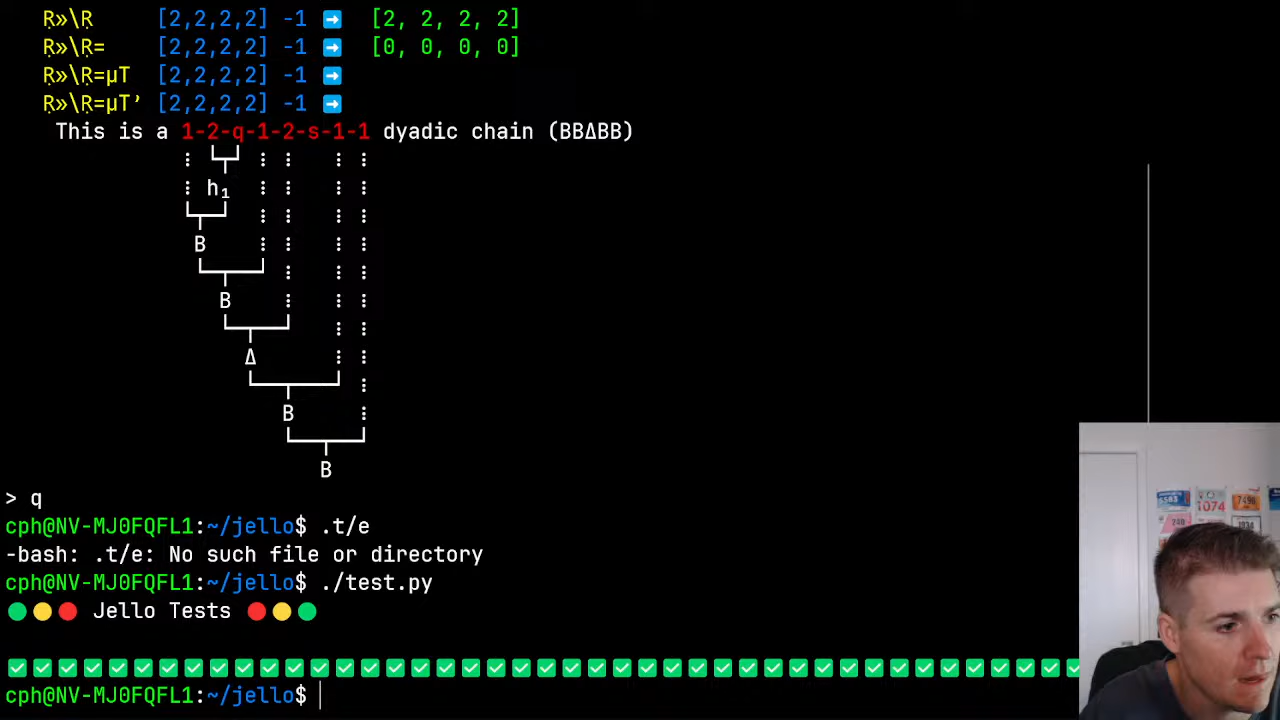 Ṛ»\Ṛ [2,2,2,2] -1 ➡ [2, 2, 2, 2]
Ṛ»\Ṛ= [2,2,2,2] -1 ➡ [0, 0, 0, 0]
Ṛ»\Ṛ=µT [2,2,2,2] -1 ➡
Ṛ»\Ṛ=µT’ [2,2,2,2] -1 ➡
This is a 1-2-q-1-2-s-1-1 dyadic chain (BBΔBB)
h₁
B
B
Δ
B
B
> q
cph@NV-MJ0FQFL1:~/jello$ .t/e
-bash: .t/e: No such file or directory
cph@NV-MJ0FQFL1:~/jello$ ./test.py
🟢🟡🔴 Jello Tests 🔴🟡🟢
cph@NV-MJ0FQFL1:~/jello$
1074
7496